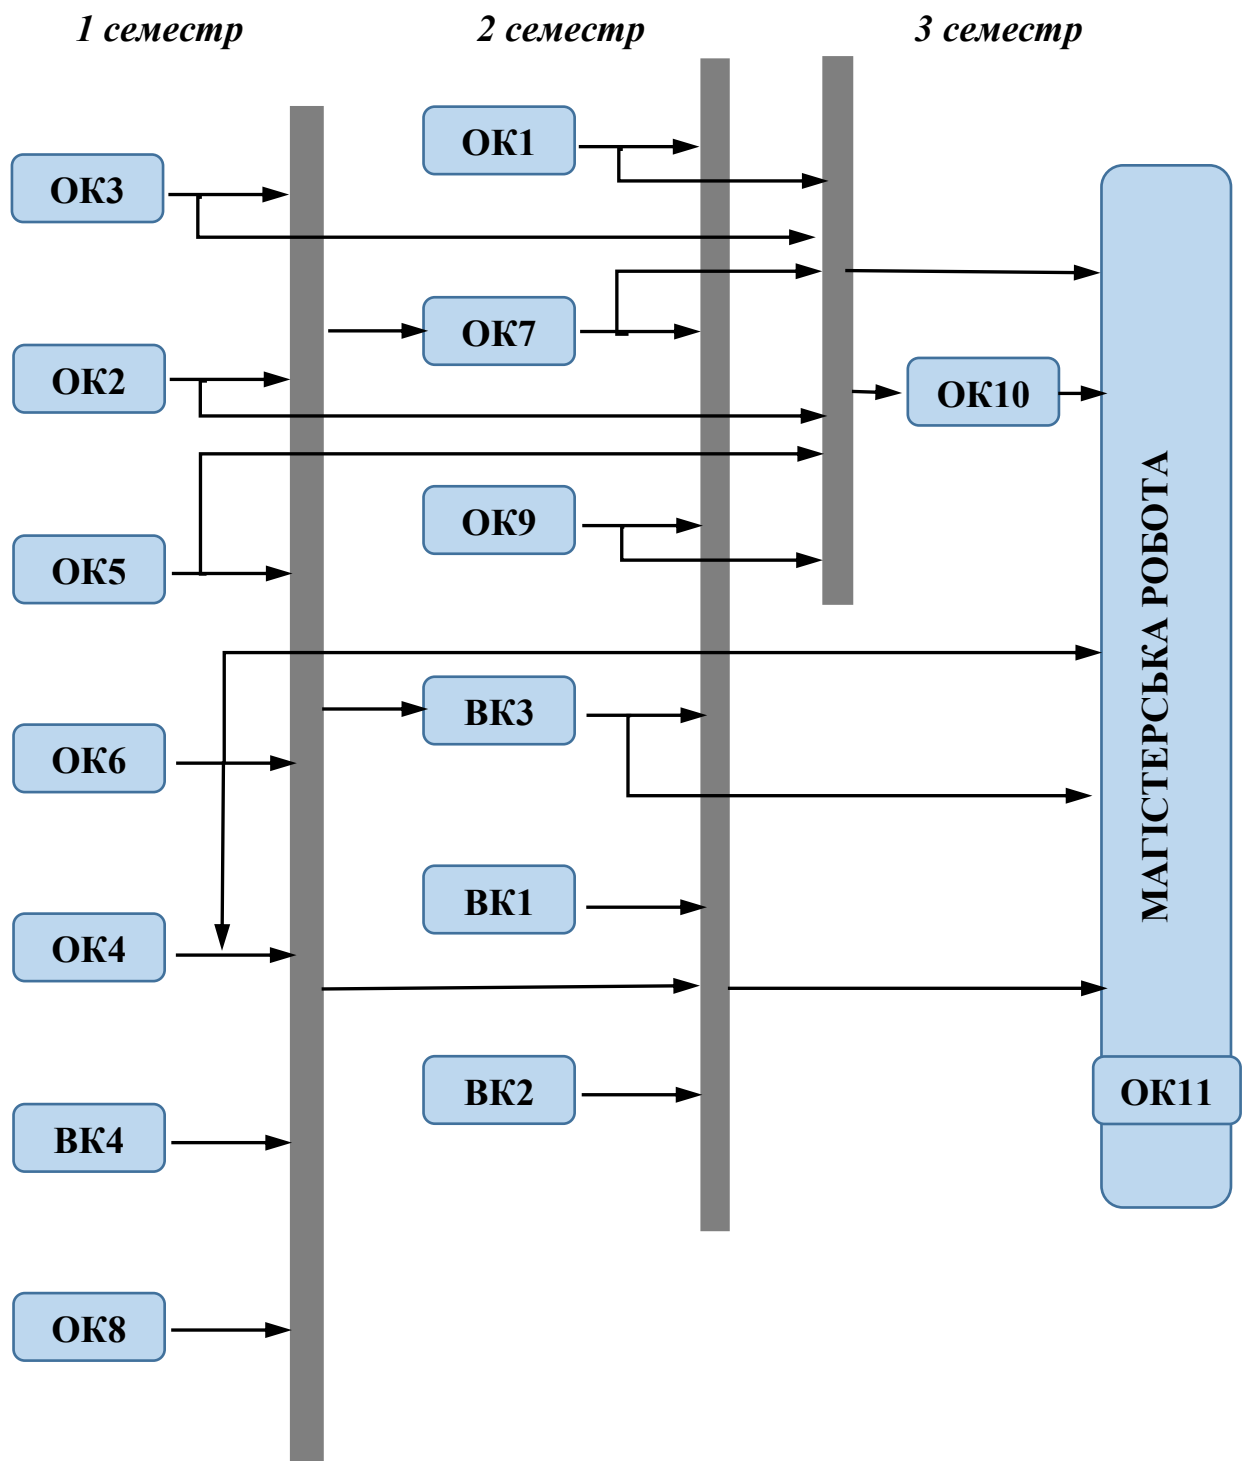 1 семестр
2 семестр
3 семестр
ОК3
ОК2
ОК5
ОК6
ОК4
ВК4
ОК8
ОК1
ОК7
ОК9
ВК3
ВК1
ВК2
ОК10
МАГІСТЕРСЬКА РОБОТА
ОК11